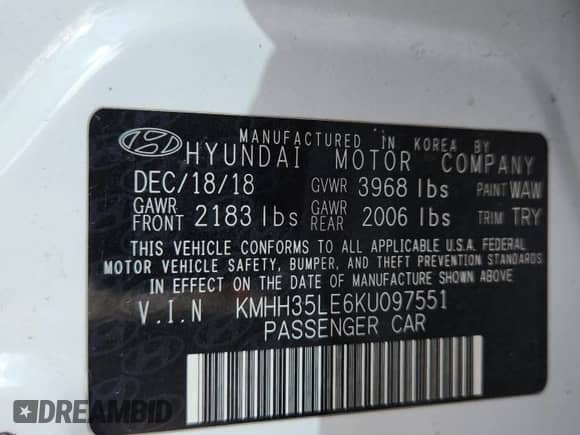 MANUFACTURED IN KOREA BY
HYUNDAI MOTOR COMPANY
DEC/18/18 GVWR 3968 lbs PAINT WAW
GAWR FRONT 2183 lbs GAWR REAR 2006 lbs TRIM TRY
THIS VEHICLE CONFORMS TO ALL APPLICABLE U.S.A. FEDERAL
MOTOR VEHICLE SAFETY, BUMPER, AND THEFT PREVENTION STANDARDS
IN EFFECT ON THE DATE OF MANUFACTURE SHOWN ABOVE.
V.I.N KMHH35LE6KU097551
PASSENGER CAR
DREAMBID